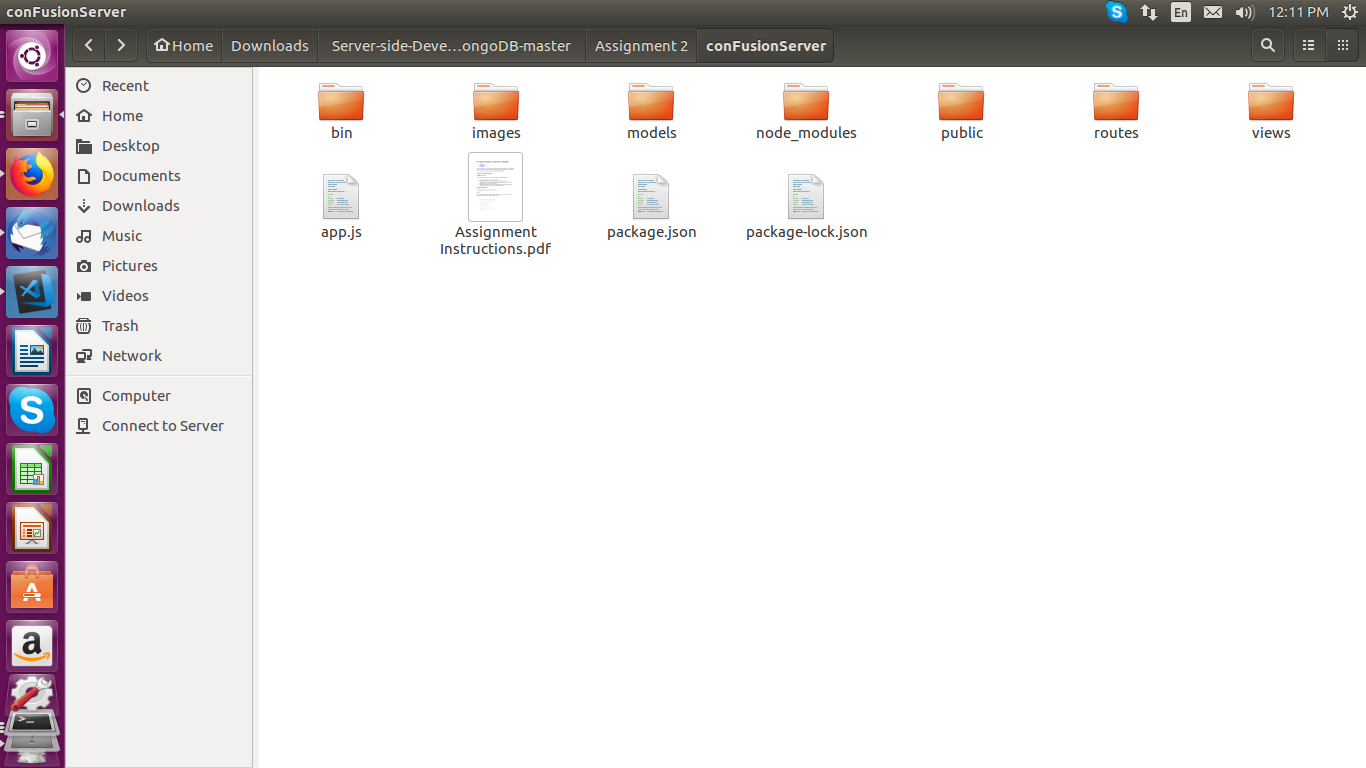 conFusionServer
En
12:11 PM
Home
Downloads
Server-side-Deve...ongoDB-master
Assignment 2
conFusionServer
Recent
Home
Desktop
Documents
Downloads
Music
Pictures
Videos
Trash
Network
Computer
Connect to Server
bin
images
models
node_modules
public
routes
views
app.js
Assignment
Instructions.pdf
package.json
package-lock.json